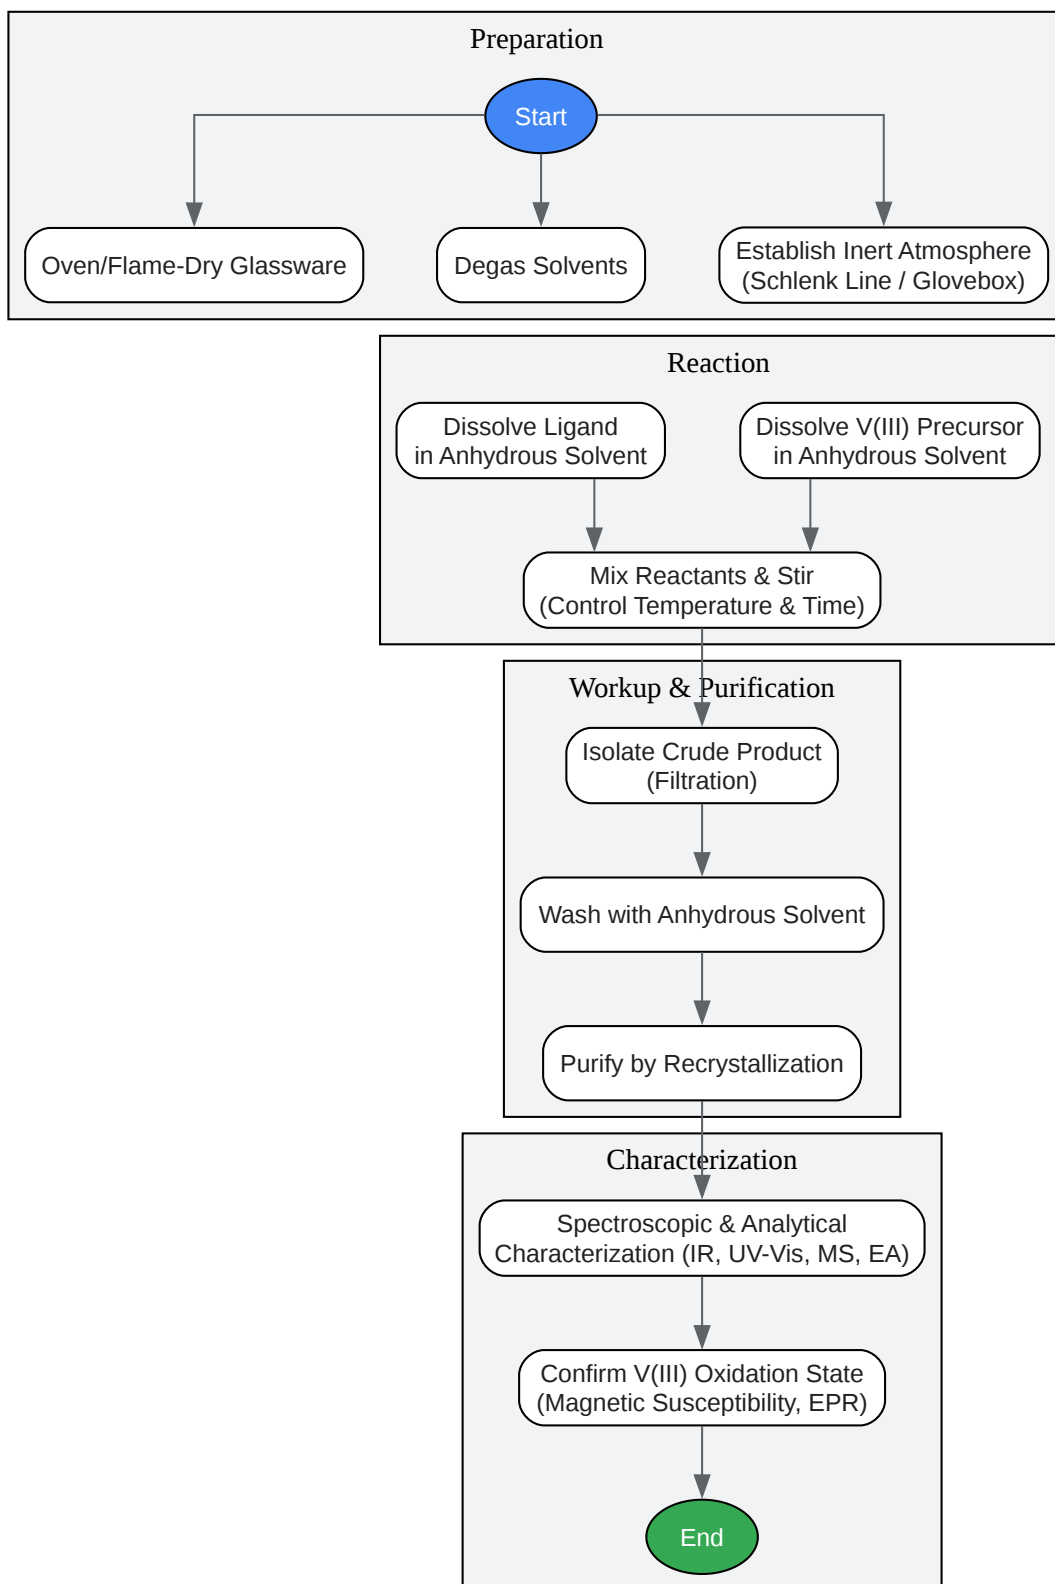 Preparation
Start
Oven/Flame-Dry Glassware
Degas Solvents
Establish Inert Atmosphere
(Schlenk Line / Glovebox)
Reaction
Dissolve Ligand
in Anhydrous Solvent
Dissolve V(III) Precursor
in Anhydrous Solvent
Mix Reactants & Stir
(Control Temperature & Time)
Workup & Purification
Isolate Crude Product
(Filtration)
Wash with Anhydrous Solvent
Purify by Recrystallization
Characterization
Spectroscopic & Analytical
Characterization (IR, UV-Vis, MS, EA)
Confirm V(III) Oxidation State
(Magnetic Susceptibility, EPR)
End